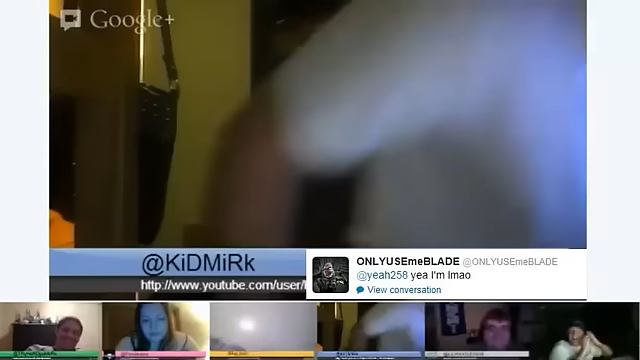 Google+
@KiDMiRk
http://www.youtube.com/user/
ONLYUSEmeBLADE @ONLYUSEmeBLADE
@yeah258 yea I'm lmao
View conversation